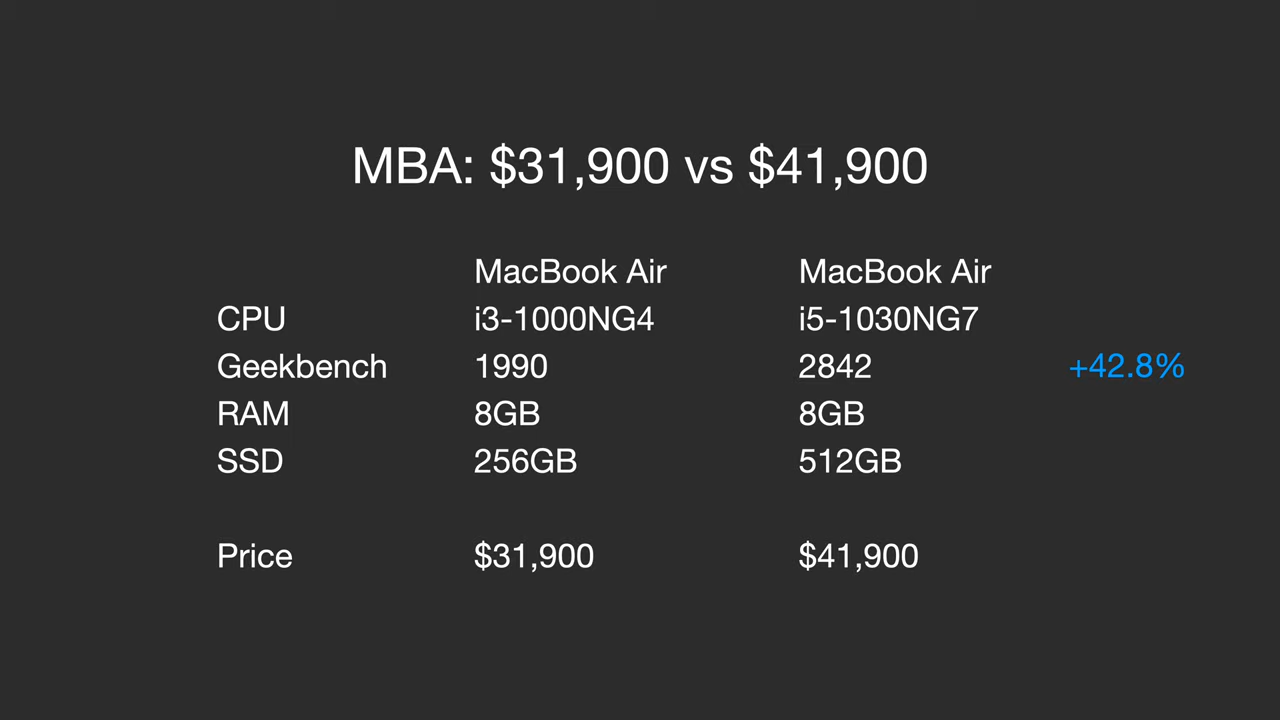 MBA: $31,900 vs $41,900
MacBook Air MacBook Air
CPU i3-1000NG4 i5-1030NG7
Geekbench 1990 2842 +42.8%
RAM 8GB 8GB
SSD 256GB 512GB
Price $31,900 $41,900